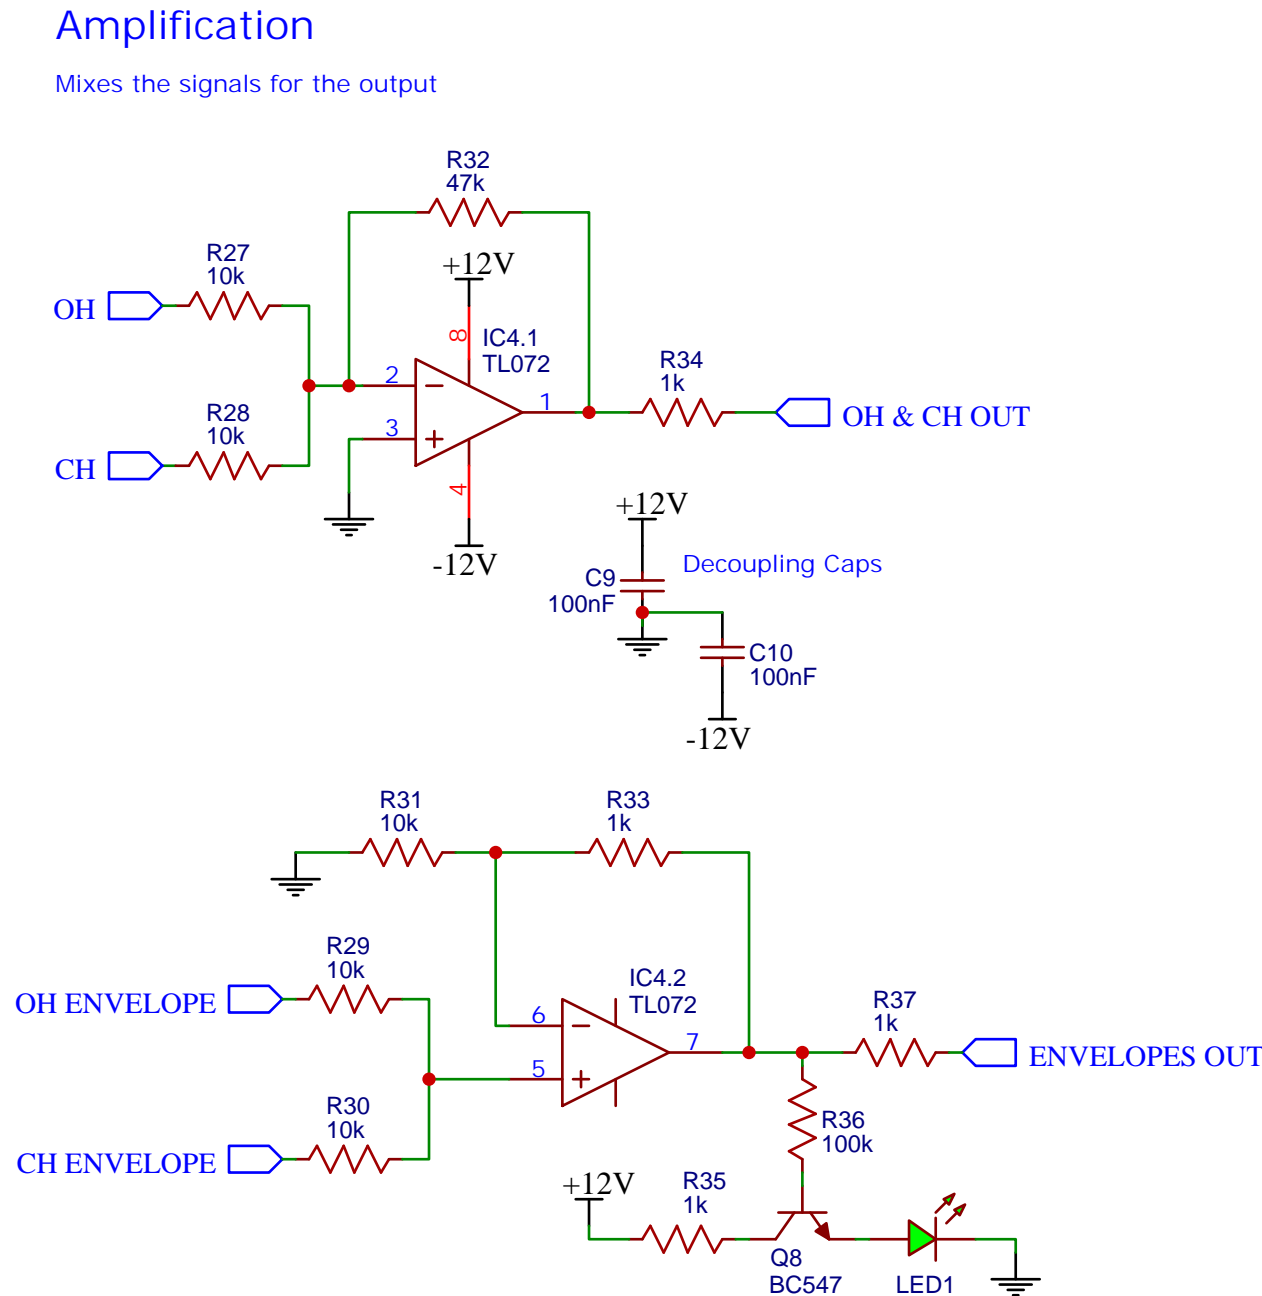 Amplification
Mixes the signals for the output
R32
47k
R27
10k
+12V
OH
8
IC4.1
TL072
R34
1k
2
1
R28
10k
3
OH & CH OUT
CH
4
+12V
-12V
Decoupling Caps
C9
100nF
C10
100nF
-12V
R31
10k
R33
1k
R29
10k
IC4.2
TL072
OH ENVELOPE
6
R37
1k
7
5
ENVELOPES OUT
R30
10k
R36
100k
CH ENVELOPE
+12V
R35
1k
Q8
BC547
LED1